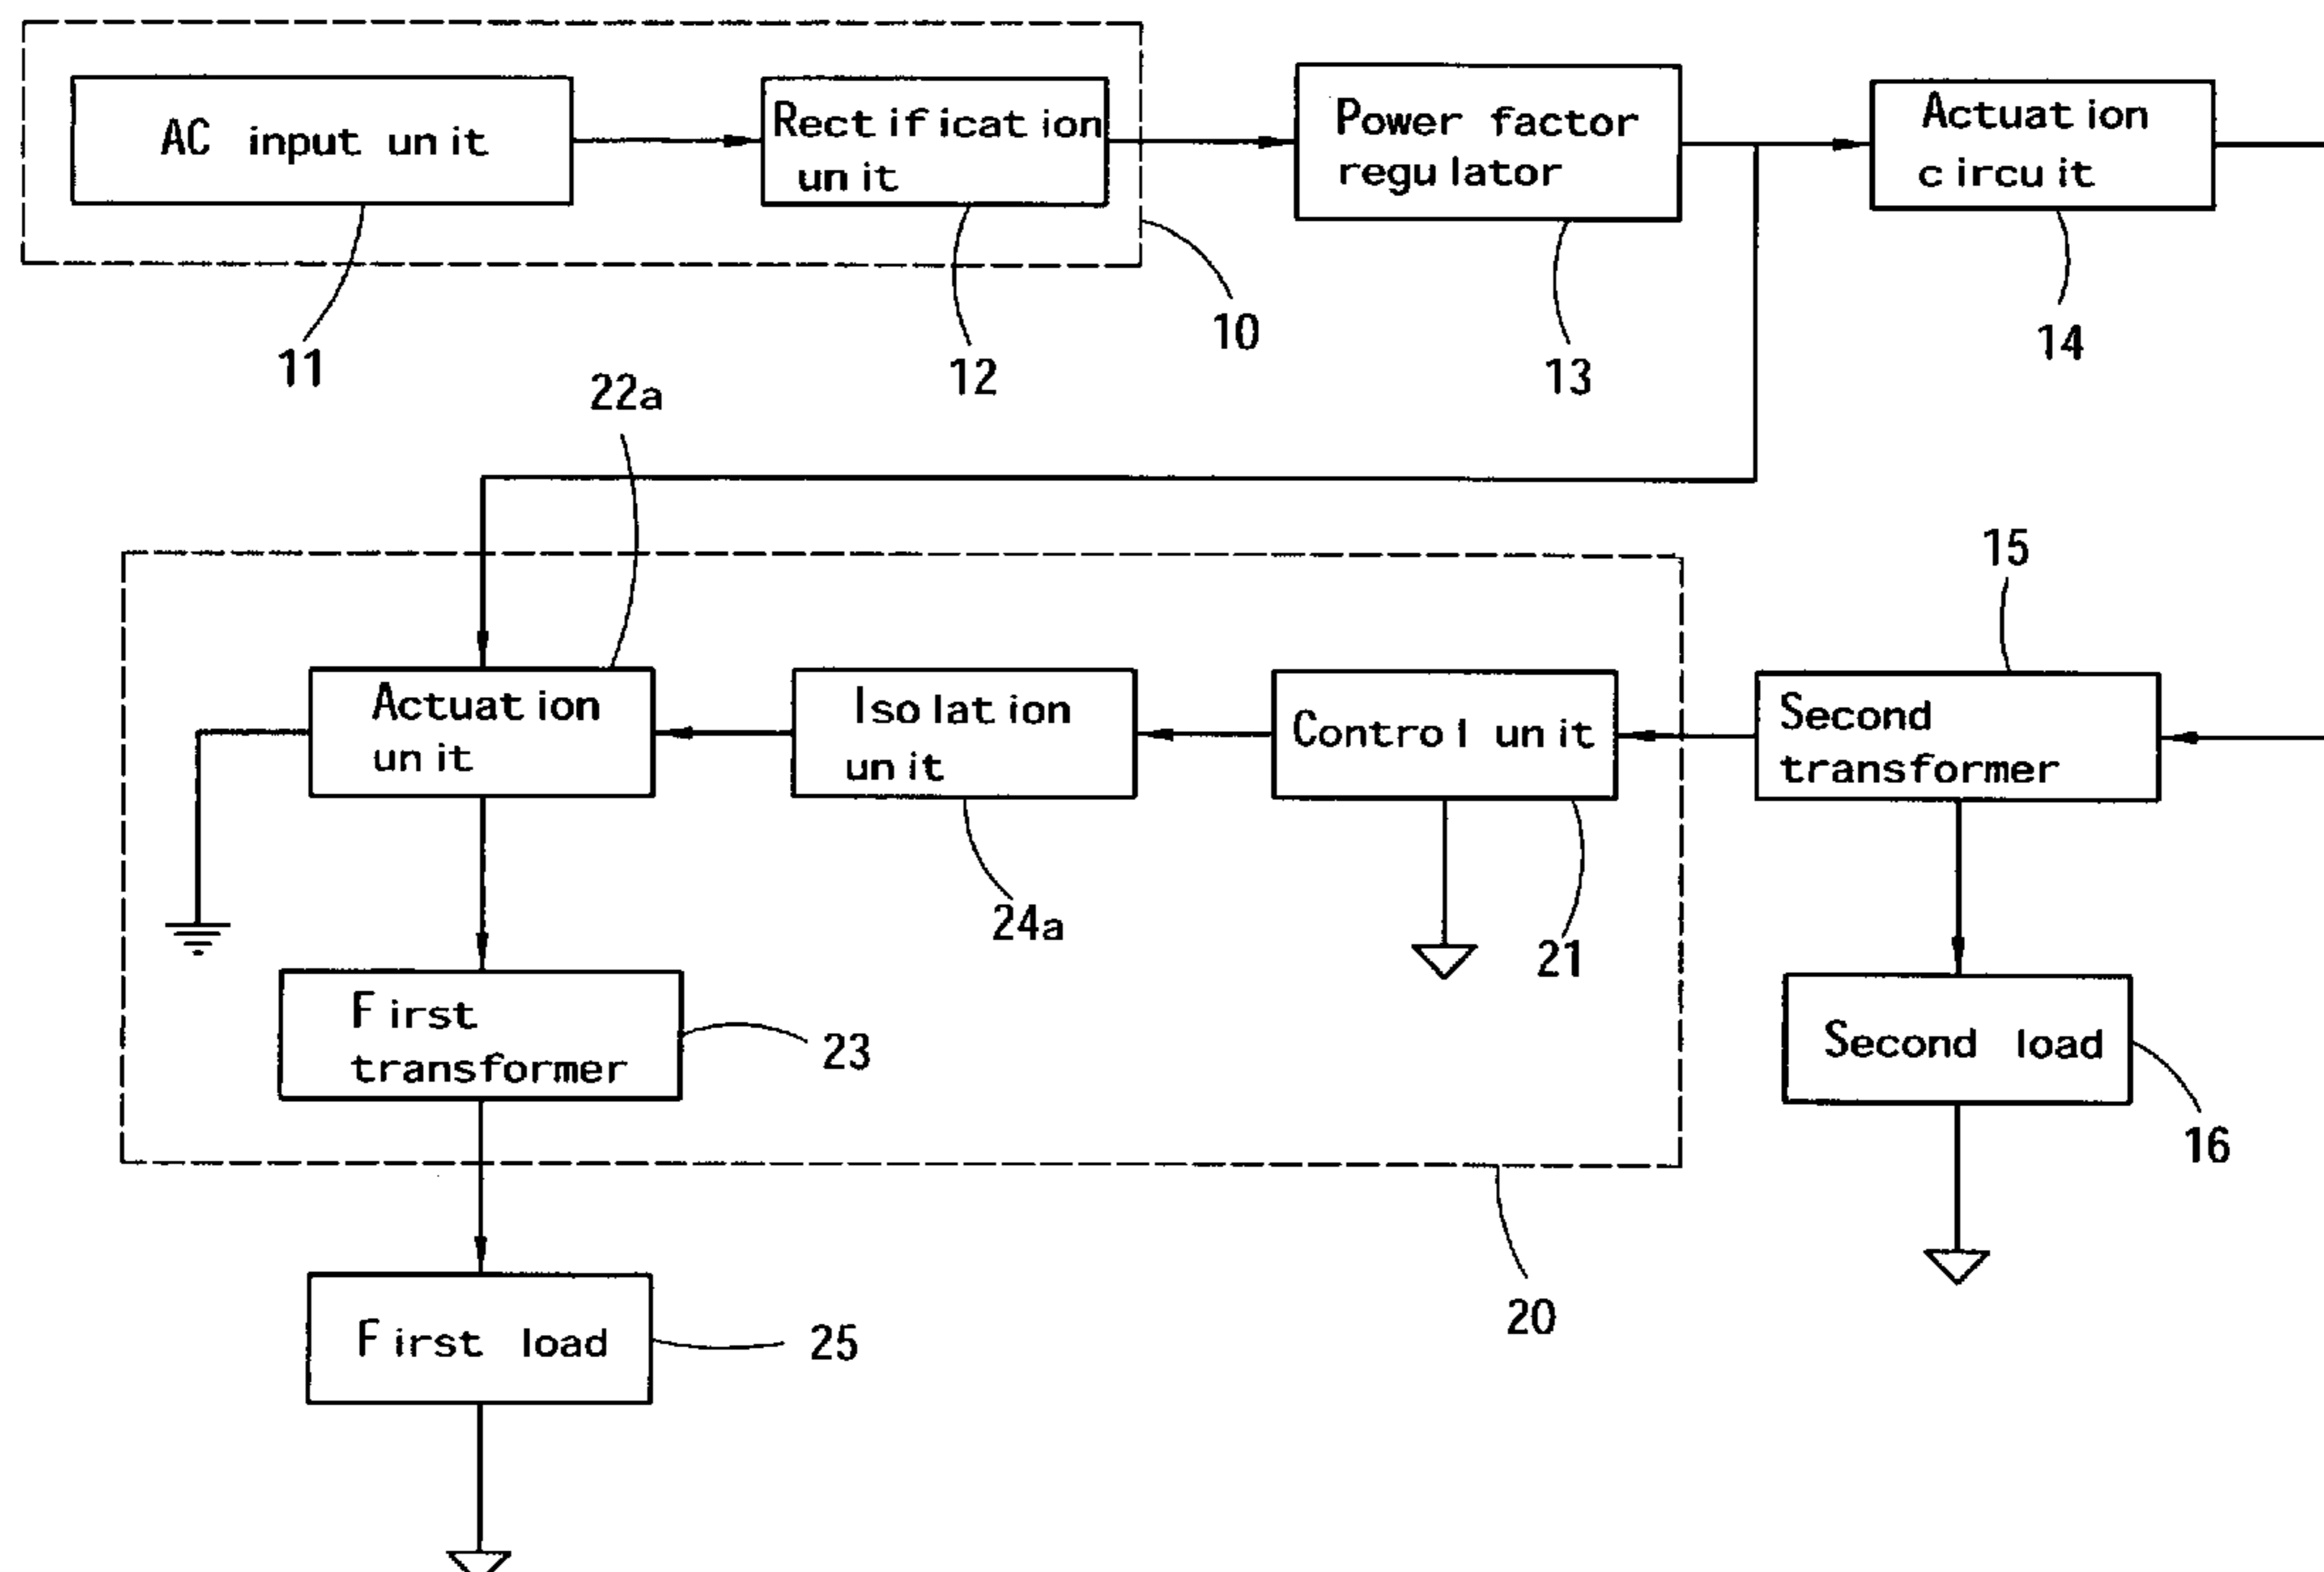 AC input unit
Rectification
unit
Power factor
regulator
Actuation
circuit
10
11
12
13
14
22a
15
Actuation
unit
Isolation
unit
Control unit
Second
transformer
24a
21
First
transformer
23
Second load
16
20
First load
25